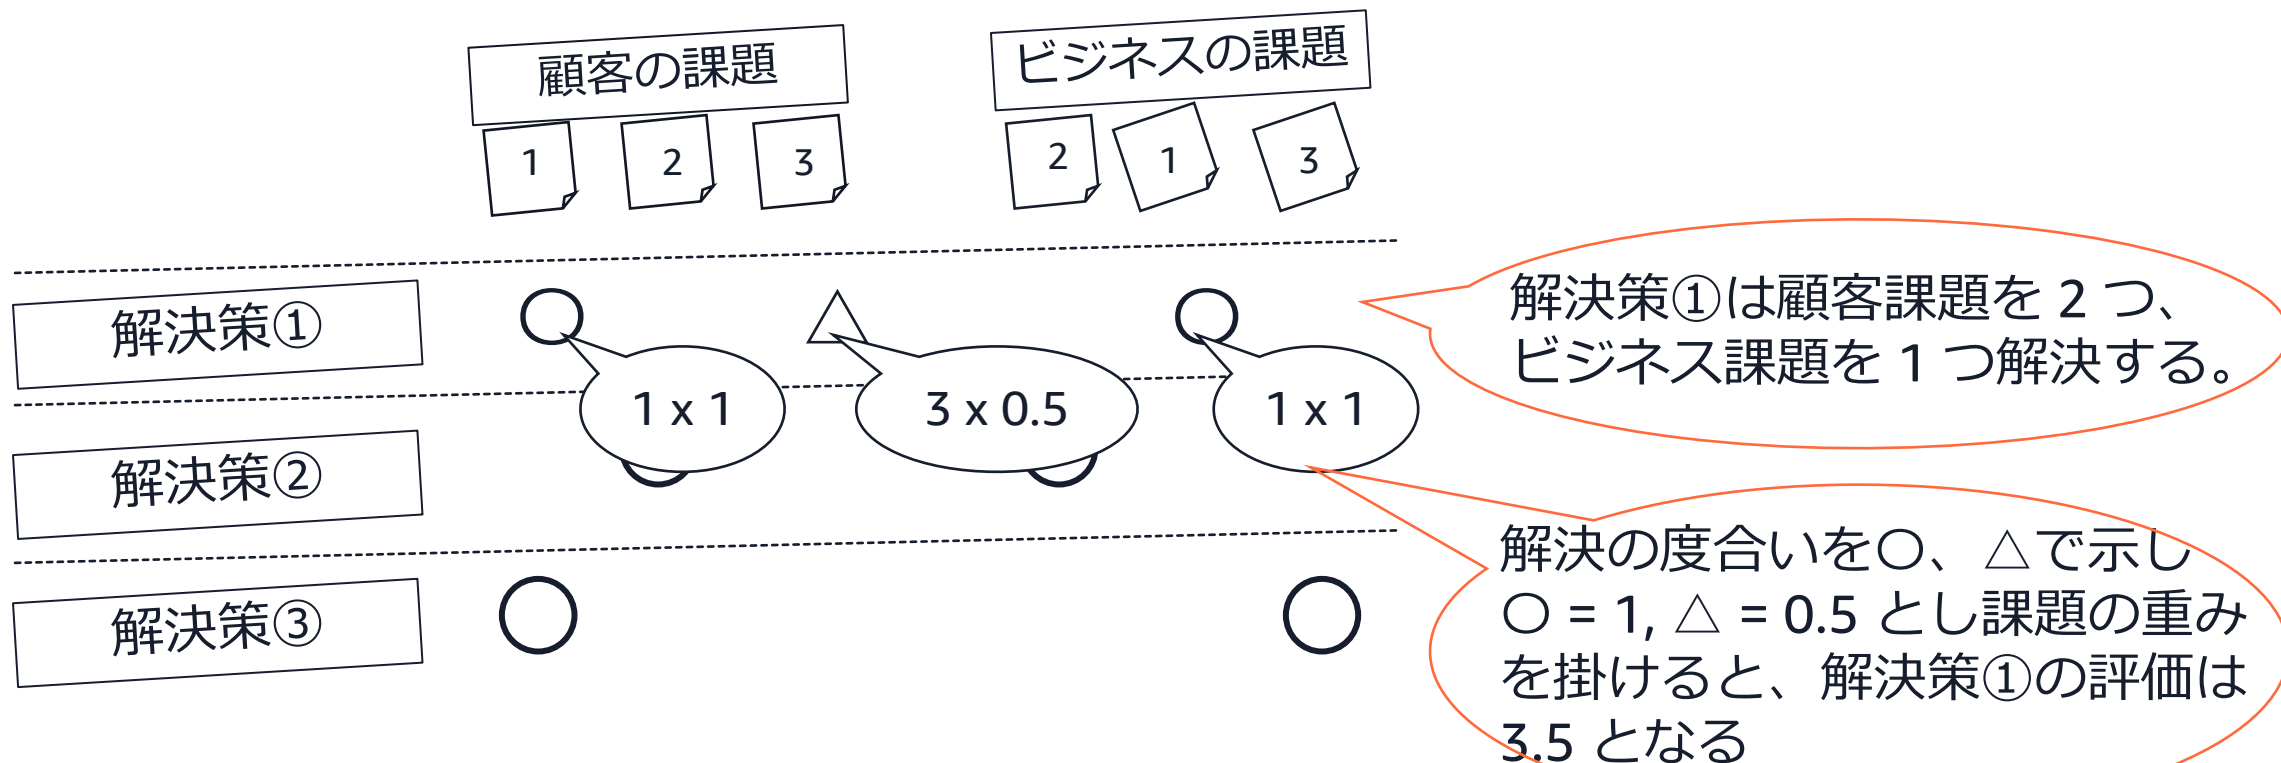 顧客の課題
ビジネスの課題
1
2
3
2
1
3
解決策①
解決策①は顧客課題を 2 つ、
ビジネス課題を 1 つ解決する。
1 x 1
3 x 0.5
1 x 1
解決策②
解決の度合いを〇、△で示し
〇 = 1, △ = 0.5 とし課題の重み
を掛けると、解決策①の評価は
3.5 となる
解決策③